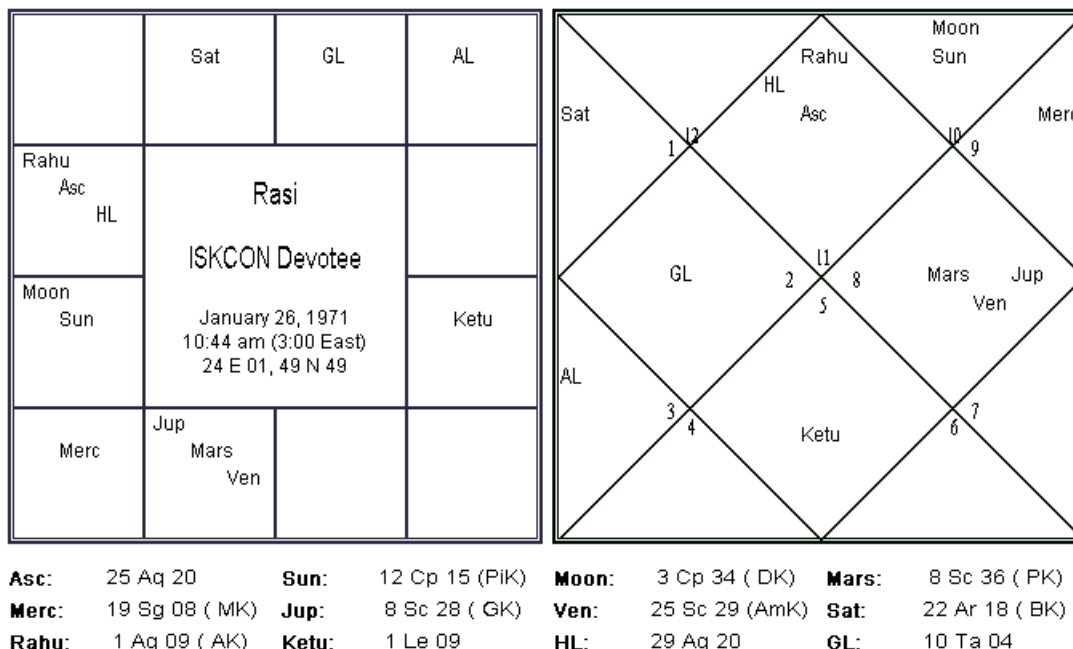 Sat GL AL
Rahu
Asc
HL
Moon
Sun
Ketu
Merc
Jup
Mars
Ven
Rasi
ISKCON Devotee
January 26, 1971
10:44 am (3:00 East)
24 E 01, 49 N 49
Moon
Sun
Rahu
HL
Asc
Sat
Merc
12
1
10
9
GL
11
2 8
5
Mars Jup
Ven
AL
3
4
Ketu
7
6
Asc: 25 Aq 20 Sun: 12 Cp 15 (PiK) Moon: 3 Cp 34 ( DK) Mars: 8 Sc 36 ( PK)
Merc: 19 Sg 08 ( MK) Jup: 8 Sc 28 ( GK) Ven: 25 Sc 29 (AmK) Sat: 22 Ar 18 ( BK)
Rahu: 1 Aq 09 ( AK) Ketu: 1 Le 09 HL: 29 Aq 20 GL: 10 Ta 04